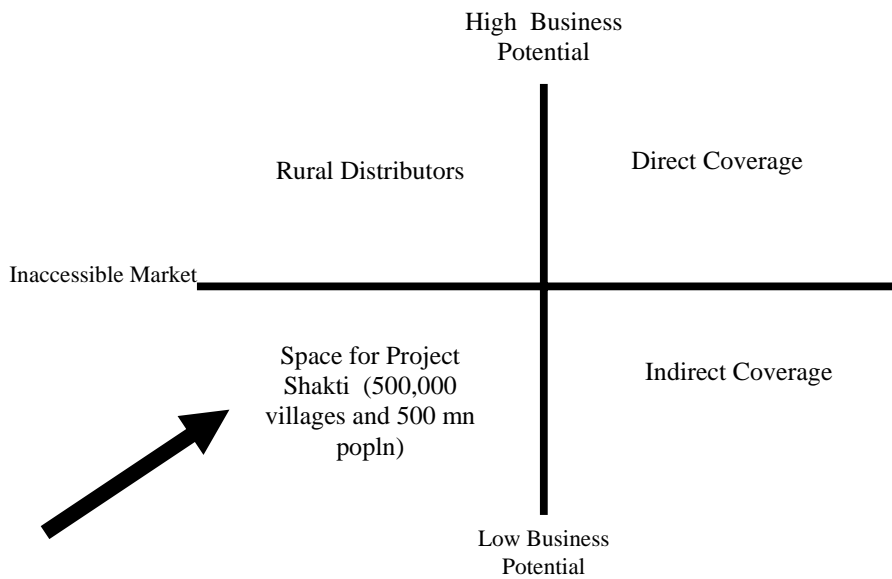 High Business
Potential
Rural Distributors
Direct Coverage
Inaccessible Market
Space for Project
Shakti (500,000
villages and 500 mn
popln)
Indirect Coverage
Low Business
Potential